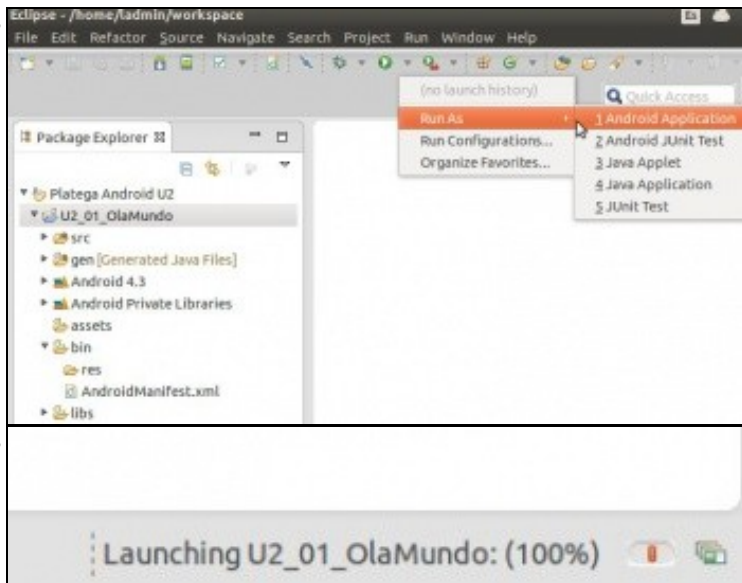 Eclipse - /home/ladmin/workspace
File Edit Refactor Source Navigate Search Project Run Window Help
(no launch history)
Quick Access
Run As
1 Android Application
Run Configurations...
2 Android JUnit Test
Organize Favorites...
3 Java Applet
4 Java Application
5 JUnit Test
Package Explorer
Platega Android U2
U2_01_OlaMundo
src
gen [Generated Java Files]
Android 4.3
Android Private Libraries
assets
bin
res
AndroidManifest.xml
libs
Launching U2_01_OlaMundo: (100%)